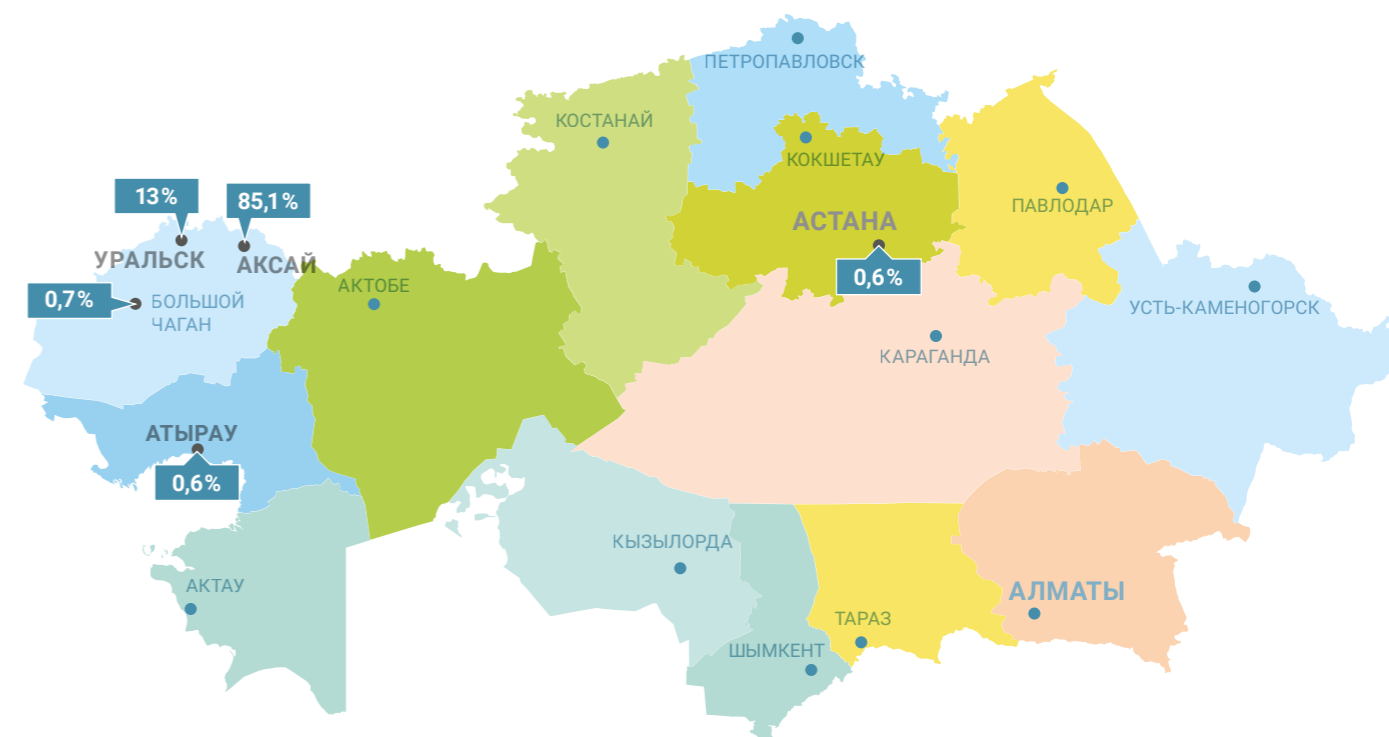 ПЕТРОПАВЛОВСК
КОСТАНАЙ
КОКШЕТАУ
ПАВЛОДАР
13%
85,1%
АСТАНА
0,6%
УРАЛЬСК
АКСАЙ
0,7%
БОЛЬШОЙ
ЧАГАН
АКТОБЕ
УСТЬ-КАМЕНОГОРСК
КАРАГАНДА
АТЫРАУ
0,6%
КЫЗЫЛОРДА
АКТАУ
АЛМАТЫ
ТАРАЗ
ШЫМКЕНТ